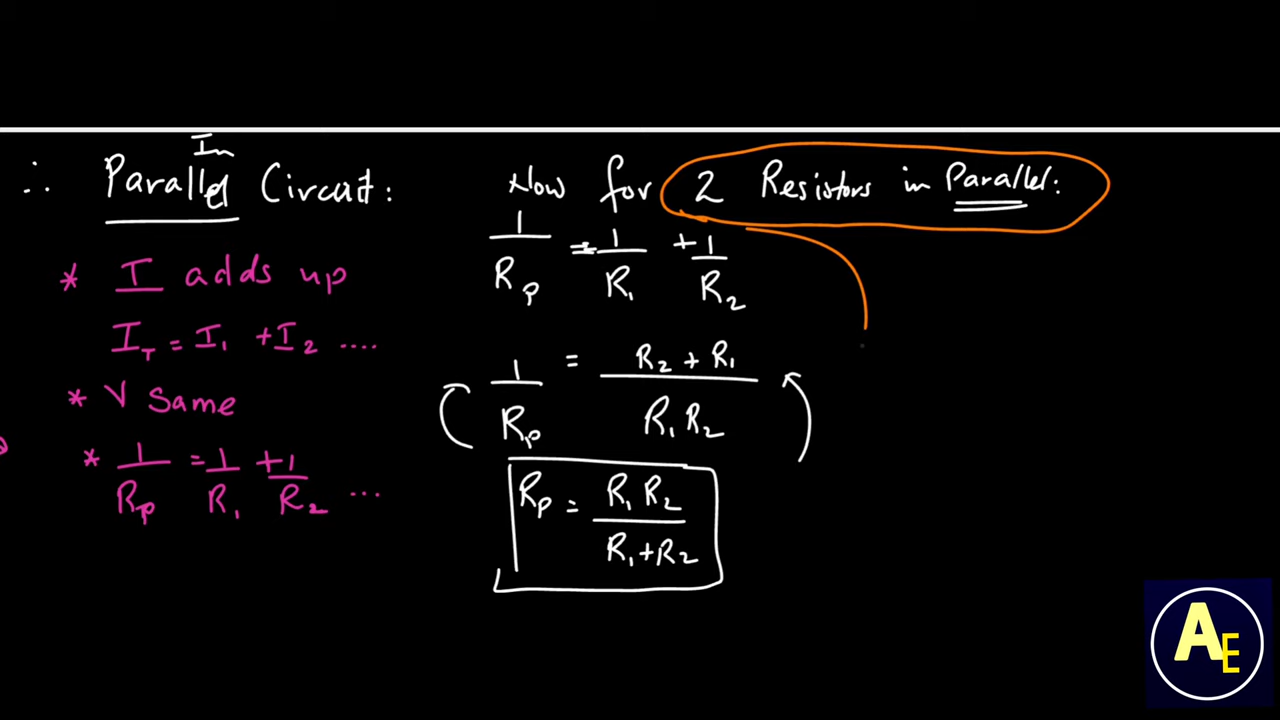 ∴ In Parallel Circuit:
* I adds up
I_T = I_1 + I_2 ....
* V Same
* 1/R_p = 1/R_1 + 1/R_2 ...
Now for 2 Resistors in Parallel:
1/R_p = 1/R_1 + 1/R_2
1/R_p = (R_2 + R_1)/(R_1 R_2)
R_p = (R_1 R_2)/(R_1 + R_2)
AE